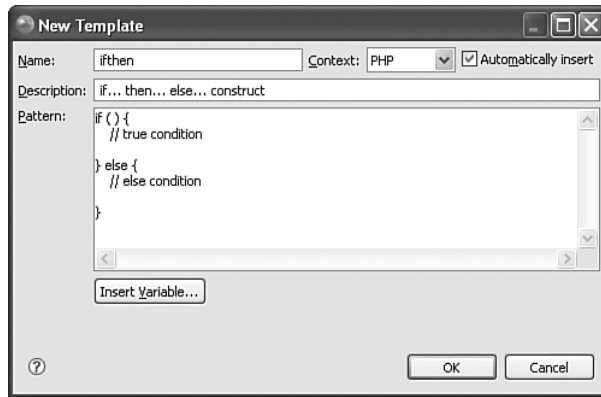 New Template
Name: ifthen Context: PHP Automatically insert
Description: if... then... else... construct
Pattern: if () {
// true condition
} else {
// else condition
}
Insert Variable...
? OK Cancel